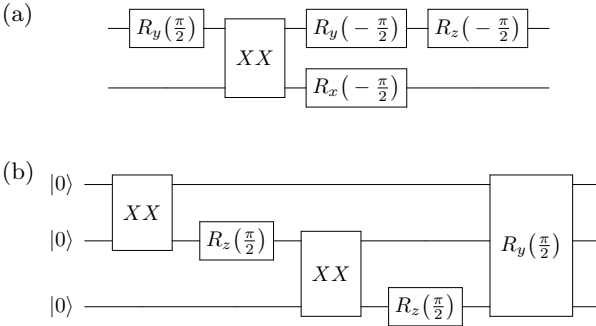 (a)
R_y(π/2) XX R_y(− π/2) R_z(− π/2)
R_x(− π/2)
(b)
|0⟩ XX
|0⟩ R_z(π/2) XX R_y(π/2)
|0⟩ R_z(π/2)